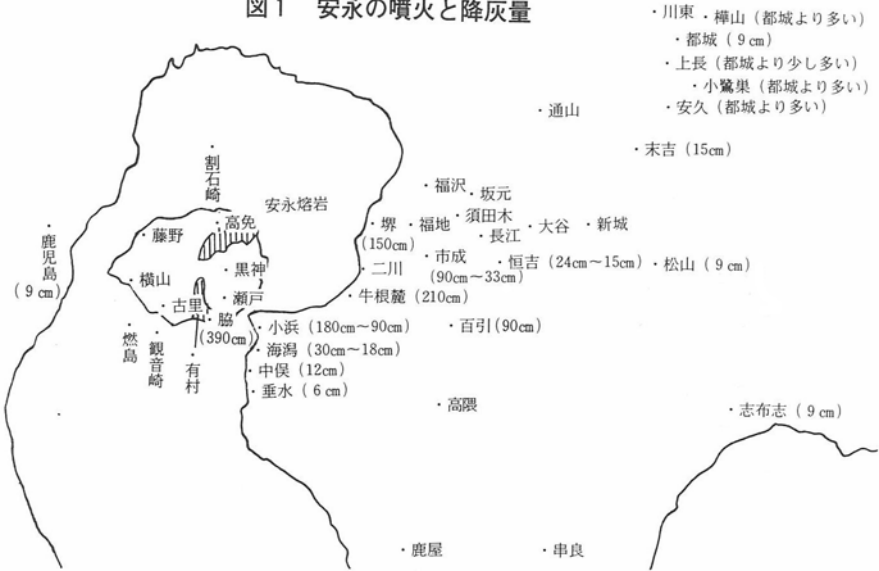 図1　安永の噴火と降灰量
・川東
・樺山（都城より多い）
・都城（9㎝）
・上長（都城より少し多い）
・小鷺巣（都城より多い）
・安久（都城より多い）
・通山
・末吉（15㎝）
・割石崎
・福沢
・坂元
安永熔岩
・須田木
・高免
・堺
（150㎝）
・福地
・長江
・大谷
・新城
・藤野
・鹿児島
（9㎝）
・市成
（90㎝〜33㎝）
・恒吉（24㎝〜15㎝）
・松山（9㎝）
・黒神
・二川
・横山
・瀬戸
・牛根麓（210㎝）
・古里
・脇
（390㎝）
・小浜（180㎝〜90㎝）
・百引（90㎝）
・燃島
・観音崎
・有村
・海潟（30㎝〜18㎝）
・中俣（12㎝）
・垂水（6㎝）
・高隈
・志布志（9㎝）
・鹿屋
・串良